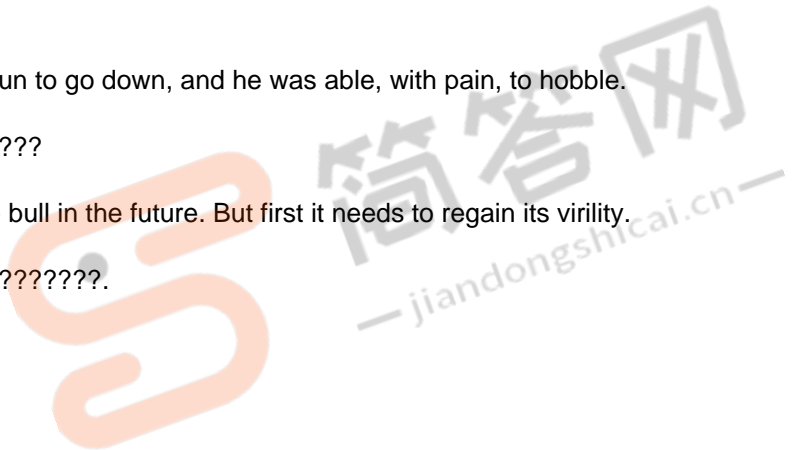 un to go down, and he was able, with pain, to hobble.
????
bull in the future. But first it needs to regain its virility.
???????.
简答网
jiandongshicai.cn